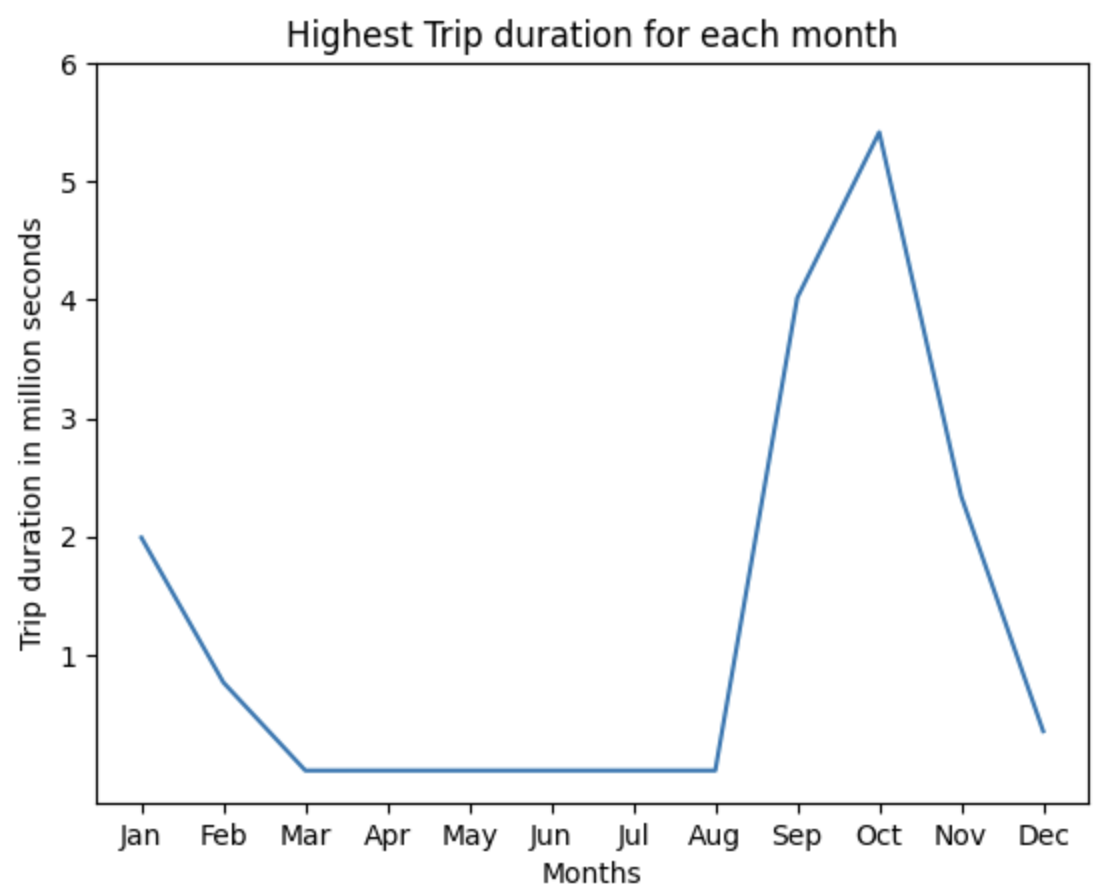 Highest Trip duration for each month
6
5
4
3
2
1
Trip duration in million seconds
Jan Feb Mar Apr May Jun Jul Aug Sep Oct Nov Dec
Months